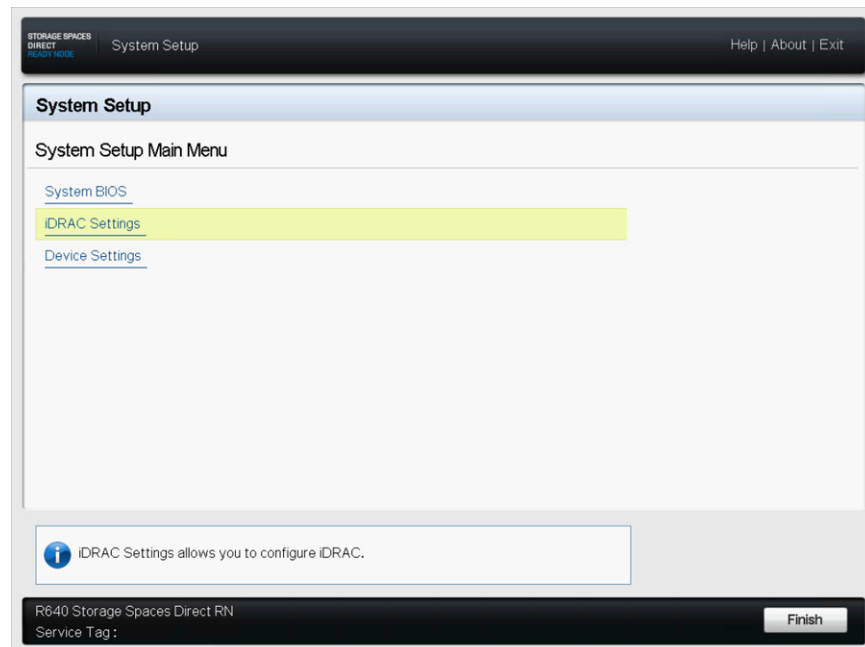 STORAGE SPACES
DIRECT
READY NODE
System Setup
Help | About | Exit
System Setup
System Setup Main Menu
System BIOS
iDRAC Settings
Device Settings
iDRAC Settings allows you to configure iDRAC.
R640 Storage Spaces Direct RN
Service Tag :
Finish